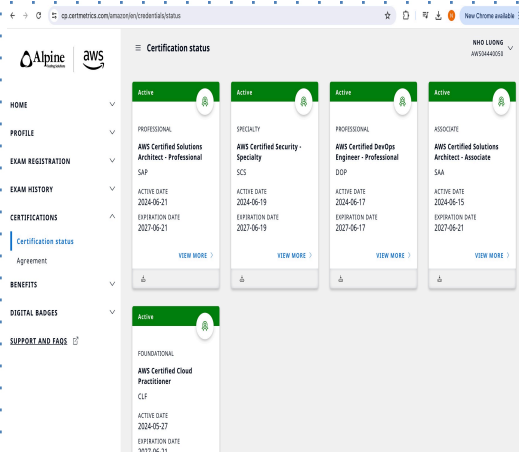 cp.certmetrics.com/amazon/en/credentials/status
New Chrome available
Alpine
aws
Certification status
NHO LUONG
AWS04440050
HOME
PROFILE
EXAM REGISTRATION
EXAM HISTORY
CERTIFICATIONS
Certification status
Agreement
BENEFITS
DIGITAL BADGES
SUPPORT AND FAQS
Active
PROFESSIONAL
AWS Certified Solutions
Architect - Professional
SAP
ACTIVE DATE
2024-06-21
EXPIRATION DATE
2027-06-21
VIEW MORE
Active
SPECIALTY
AWS Certified Security -
Specialty
SCS
ACTIVE DATE
2024-06-19
EXPIRATION DATE
2027-06-19
VIEW MORE
Active
PROFESSIONAL
AWS Certified DevOps
Engineer - Professional
DOP
ACTIVE DATE
2024-06-17
EXPIRATION DATE
2027-06-17
VIEW MORE
Active
ASSOCIATE
AWS Certified Solutions
Architect - Associate
SAA
ACTIVE DATE
2024-06-15
EXPIRATION DATE
2027-06-21
VIEW MORE
Active
FOUNDATIONAL
AWS Certified Cloud
Practitioner
CLF
ACTIVE DATE
2024-05-27
EXPIRATION DATE
2027-06-21